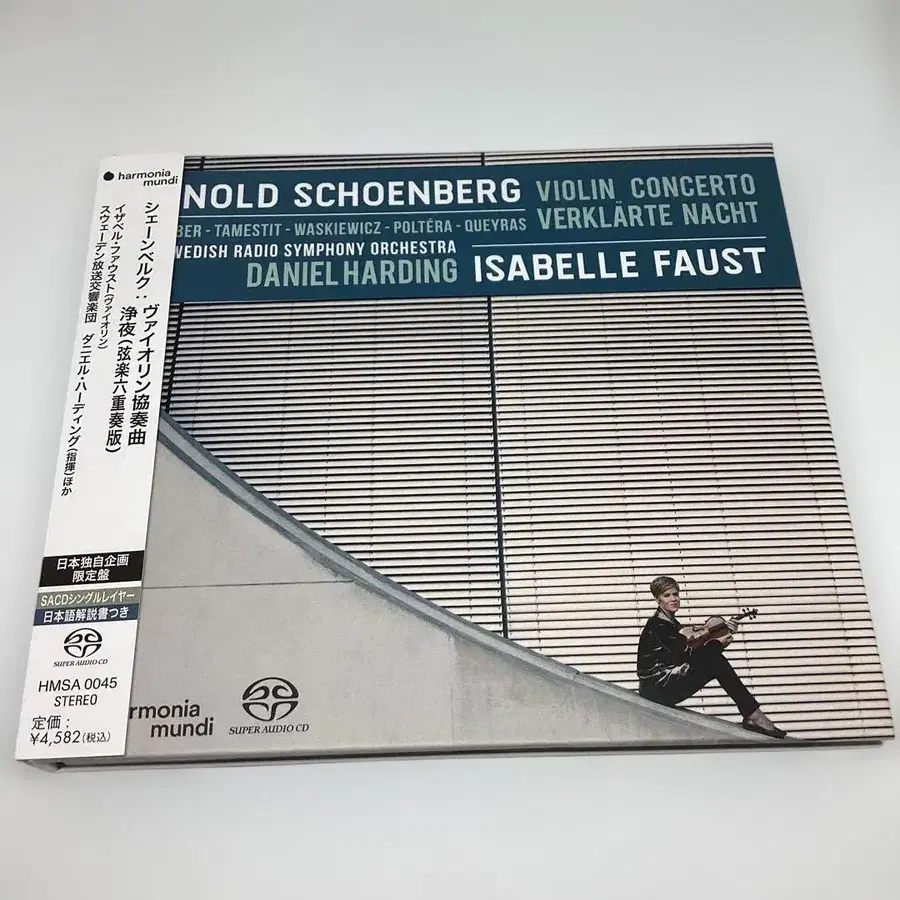 harmonia
mundi
シェーンベルク：ヴァイオリン協奏曲
浄夜(弦楽六重奏版)
イザベル・ファウスト(ヴァイオリン)
スウェーデン放送交響楽団　ダニエル・ハーディング(指揮)ほか
日本独自企画
限定盤
SACDシングルレイヤー
日本語解説書つき
SUPER AUDIO CD
HMSA 0045
STEREO
定価：
¥4,582(税込)
NOLD SCHOENBERG VIOLIN CONCERTO
BER - TAMESTIT - WASKIEWICZ - POLTÉRA - QUEYRAS VERKLÄRTE NACHT
WEDISH RADIO SYMPHONY ORCHESTRA
DANIEL HARDING ISABELLE FAUST
rmonia
mundi
SUPER AUDIO CD